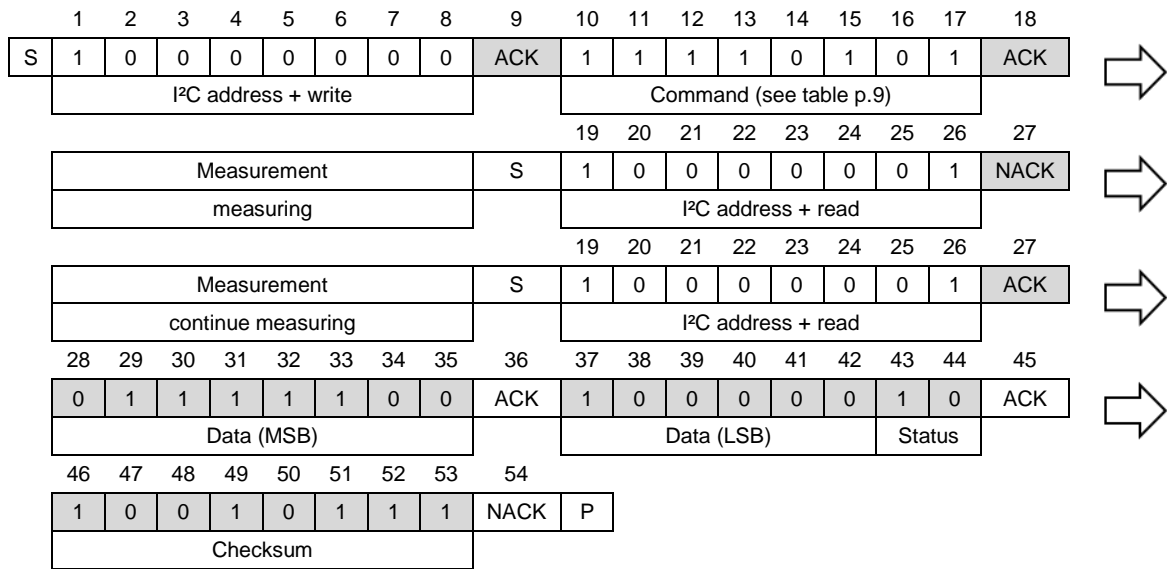 1 2 3 4 5 6 7 8 9 10 11 12 13 14 15 16 17 18
S 1 0 0 0 0 0 0 0 ACK 1 1 1 1 0 1 0 1 ACK
I²C address + write Command (see table p.9)
19 20 21 22 23 24 25 26 27
Measurement S 1 0 0 0 0 0 0 1 NACK
measuring I²C address + read
19 20 21 22 23 24 25 26 27
Measurement S 1 0 0 0 0 0 0 1 ACK
continue measuring I²C address + read
28 29 30 31 32 33 34 35 36 37 38 39 40 41 42 43 44 45
0 1 1 1 1 1 0 0 ACK 1 0 0 0 0 0 1 0 ACK
Data (MSB) Data (LSB) Status
46 47 48 49 50 51 52 53 54
1 0 0 1 0 1 1 1 NACK P
Checksum